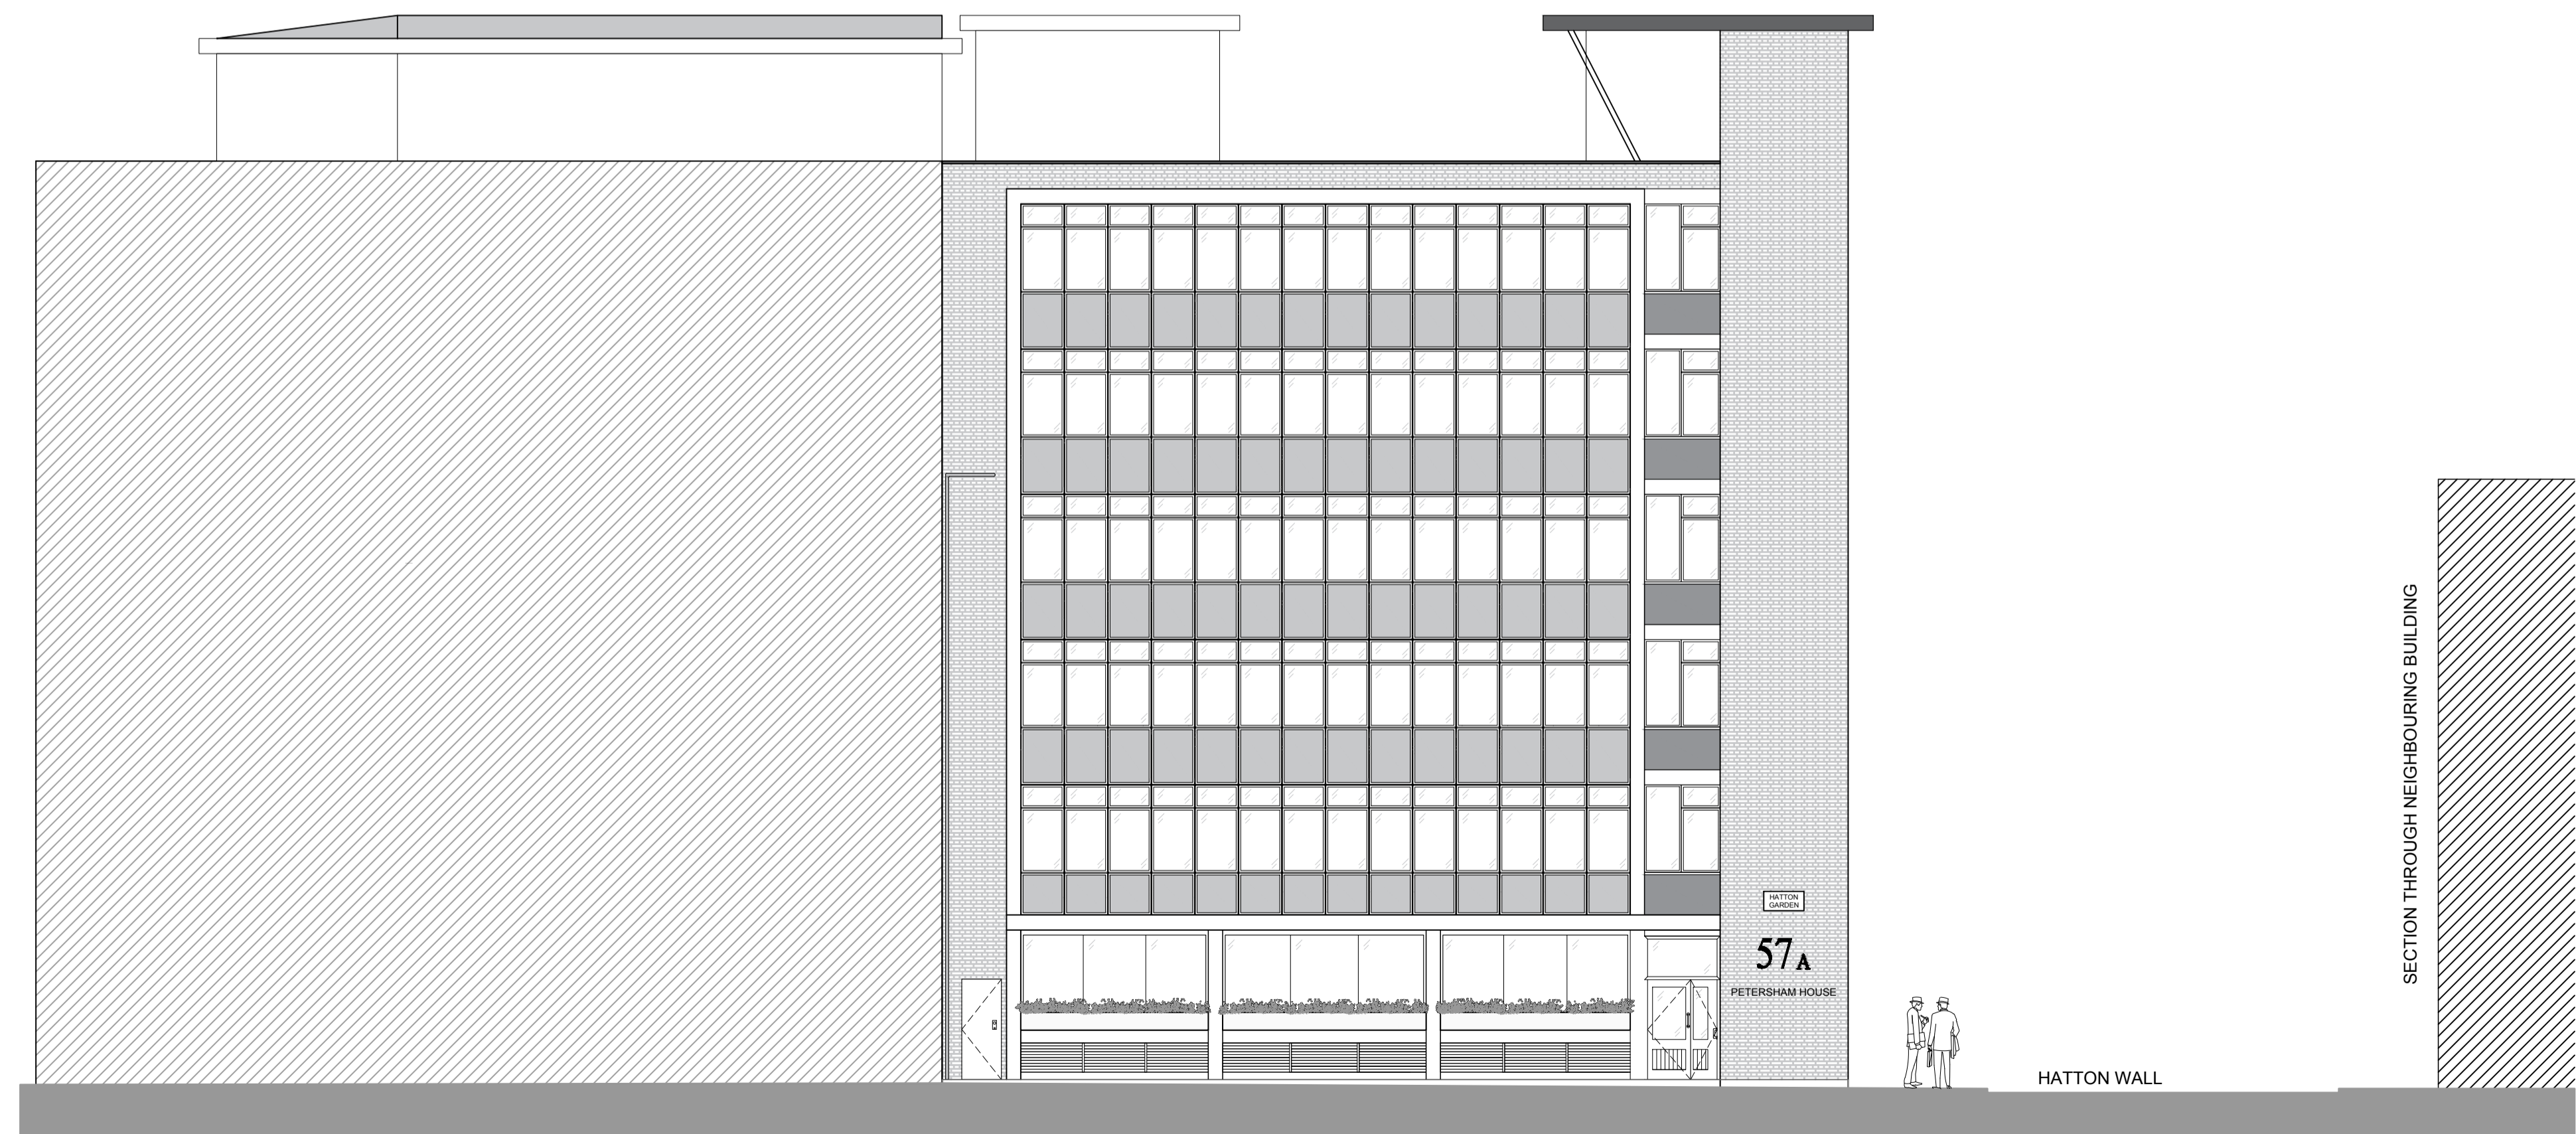 HATTON
GARDEN
57A
PETERSHAM HOUSE
HATTON WALL
SECTION THROUGH NEIGHBOURING BUILDING